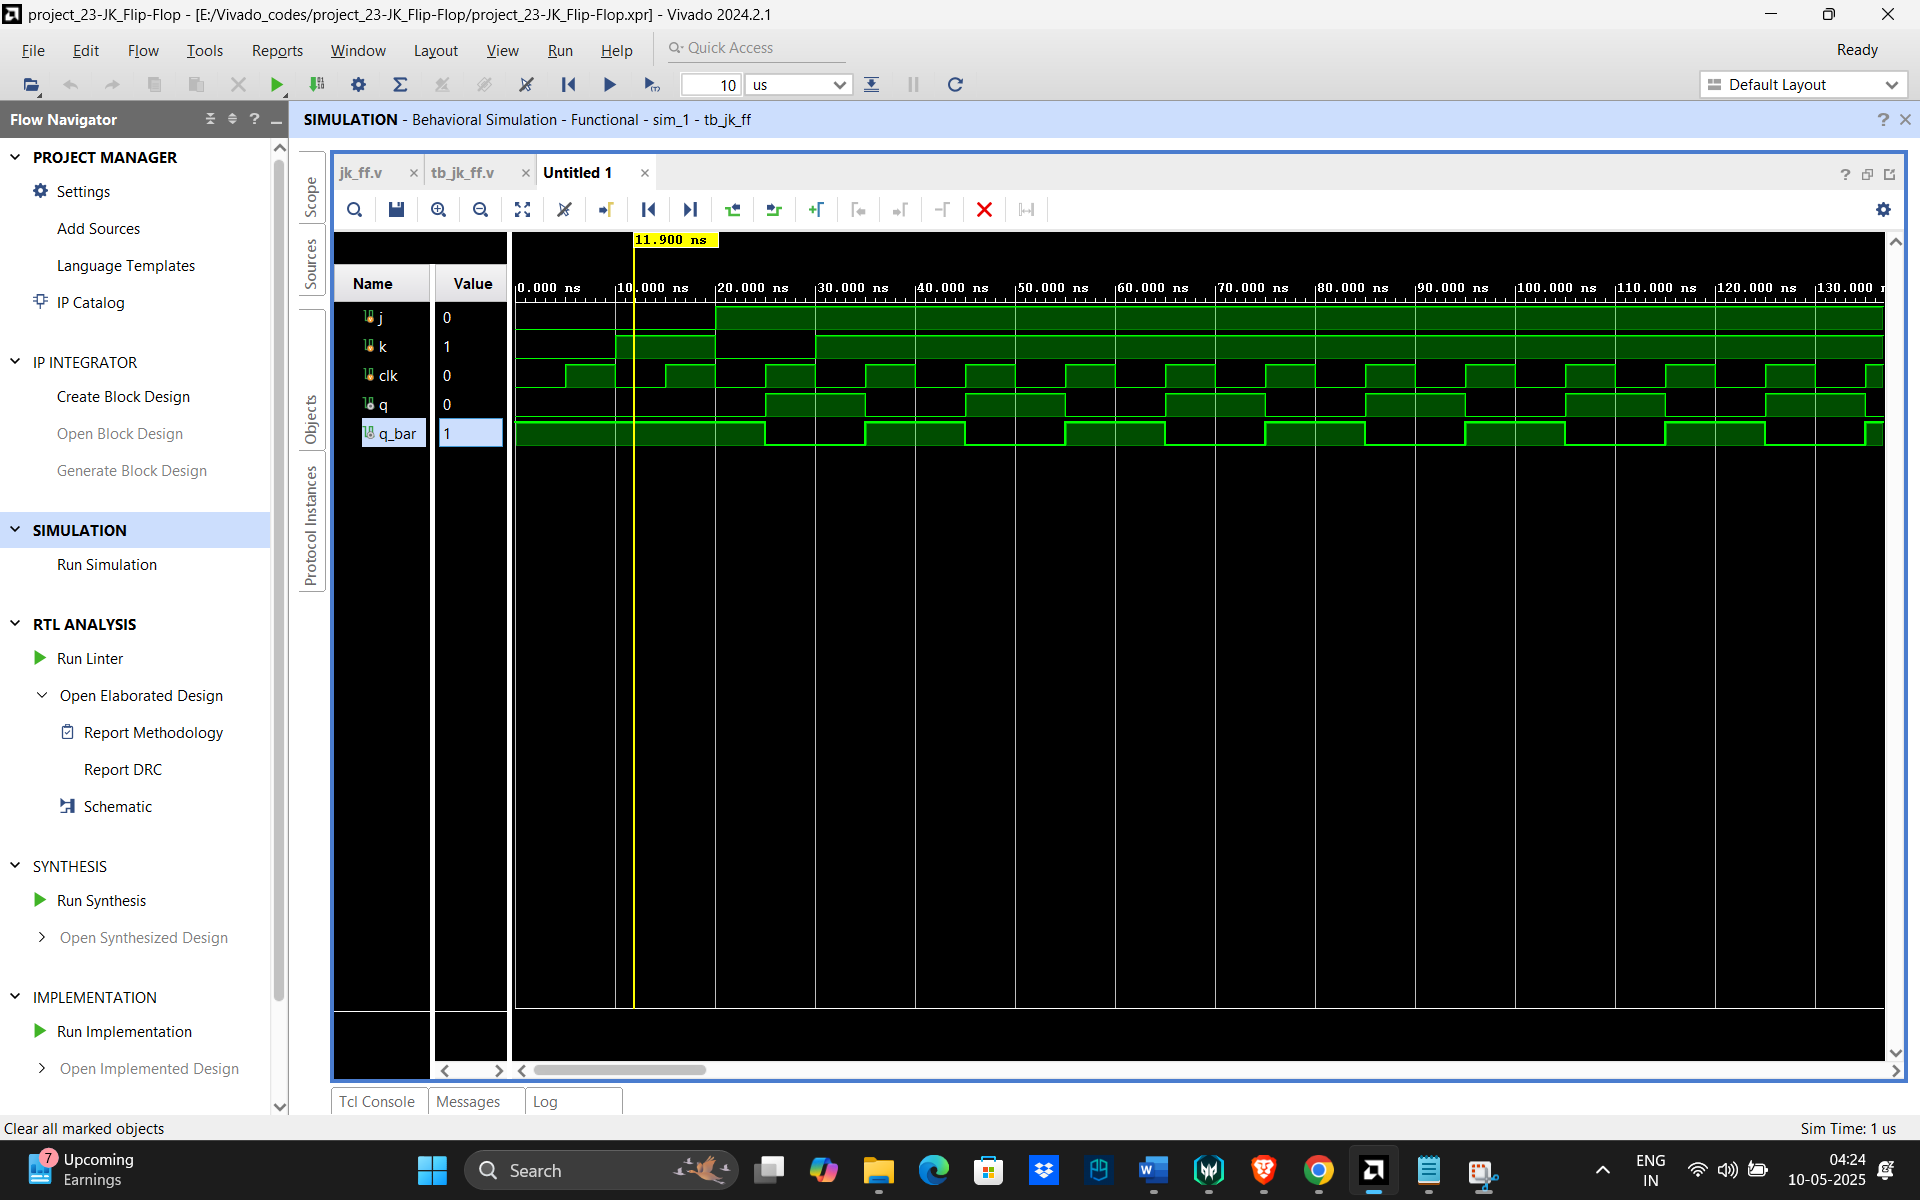 project_23-JK_Flip-Flop - [E:/Vivado_codes/project_23-JK_Flip-Flop/project_23-JK_Flip-Flop.xpr] - Vivado 2024.2.1
File Edit Flow Tools Reports Window Layout View Run Help Quick Access Ready
10 us Default Layout
Flow Navigator
SIMULATION - Behavioral Simulation - Functional - sim_1 - tb_jk_ff
PROJECT MANAGER
Settings
Add Sources
Language Templates
IP Catalog
IP INTEGRATOR
Create Block Design
Open Block Design
Generate Block Design
SIMULATION
Run Simulation
RTL ANALYSIS
Run Linter
Open Elaborated Design
Report Methodology
Report DRC
Schematic
SYNTHESIS
Run Synthesis
Open Synthesized Design
IMPLEMENTATION
Run Implementation
Open Implemented Design
Scope
Sources
Objects
Protocol Instances
jk_ff.v tb_jk_ff.v Untitled 1
11.900 ns
Name Value
0.000 ns 10.000 ns 20.000 ns 30.000 ns 40.000 ns 50.000 ns 60.000 ns 70.000 ns 80.000 ns 90.000 ns 100.000 ns 110.000 ns 120.000 ns 130.000
j 0
k 1
clk 0
q 0
q_bar 1
Tcl Console Messages Log
Clear all marked objects Sim Time: 1 us
7 Upcoming
Earnings
Search
ENG
IN
04:24
10-05-2025